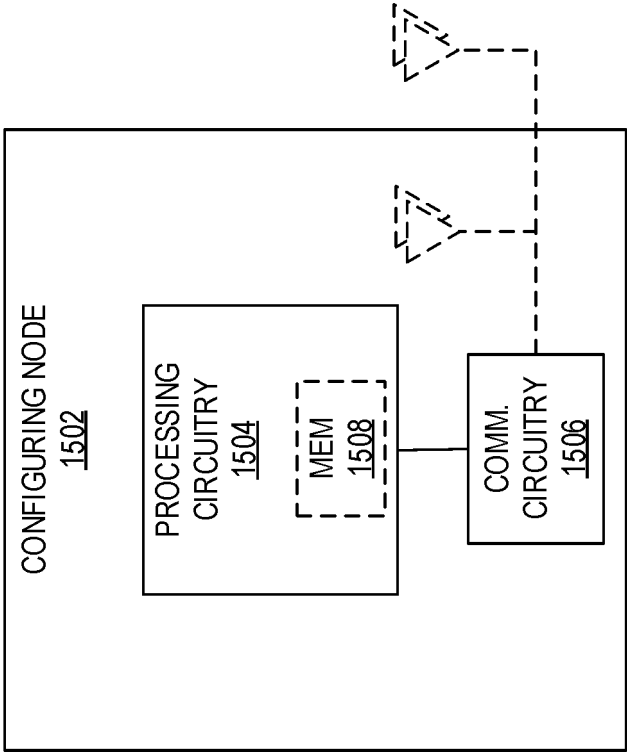 CONFIGURING NODE
1502
PROCESSING
CIRCUITRY
1504
MEM
1508
COMM.
CIRCUITRY
1506